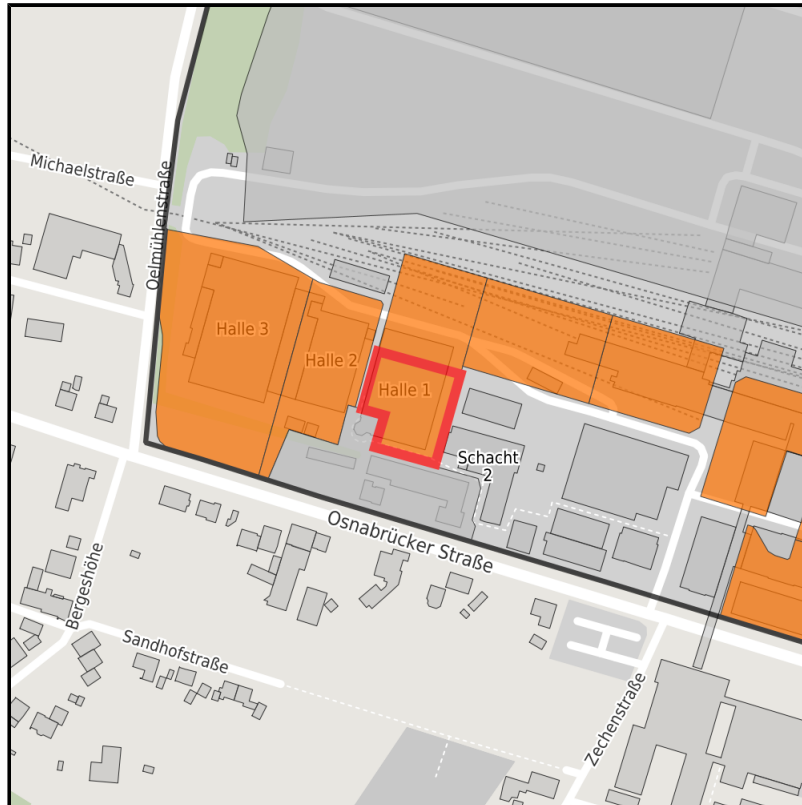 Michaelstraße
Oelmühlenstraße
Halle 3
Halle 2
Halle 1
Schacht
2
Osnabrücker Straße
Bergeshöhe
Sandhofstraße
Zechenstraße